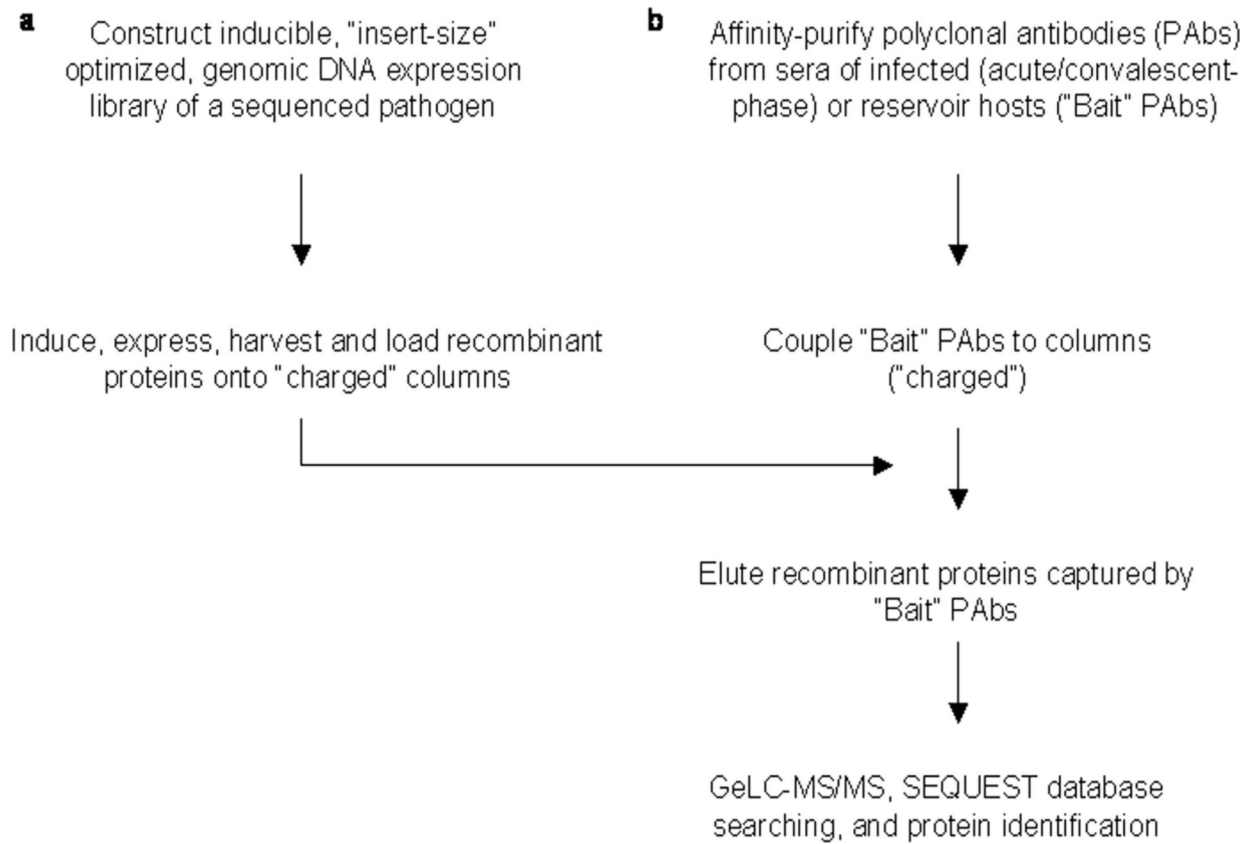 a
Construct inducible, "insert-size"
optimized, genomic DNA expression
library of a sequenced pathogen
Induce, express, harvest and load recombinant
proteins onto "charged" columns
b
Affinity-purify polyclonal antibodies (PAbs)
from sera of infected (acute/convalescent-
phase) or reservoir hosts ("Bait" PAbs)
Couple "Bait" PAbs to columns
("charged")
Elute recombinant proteins captured by
"Bait" PAbs
GeLC-MS/MS, SEQUEST database
searching, and protein identification